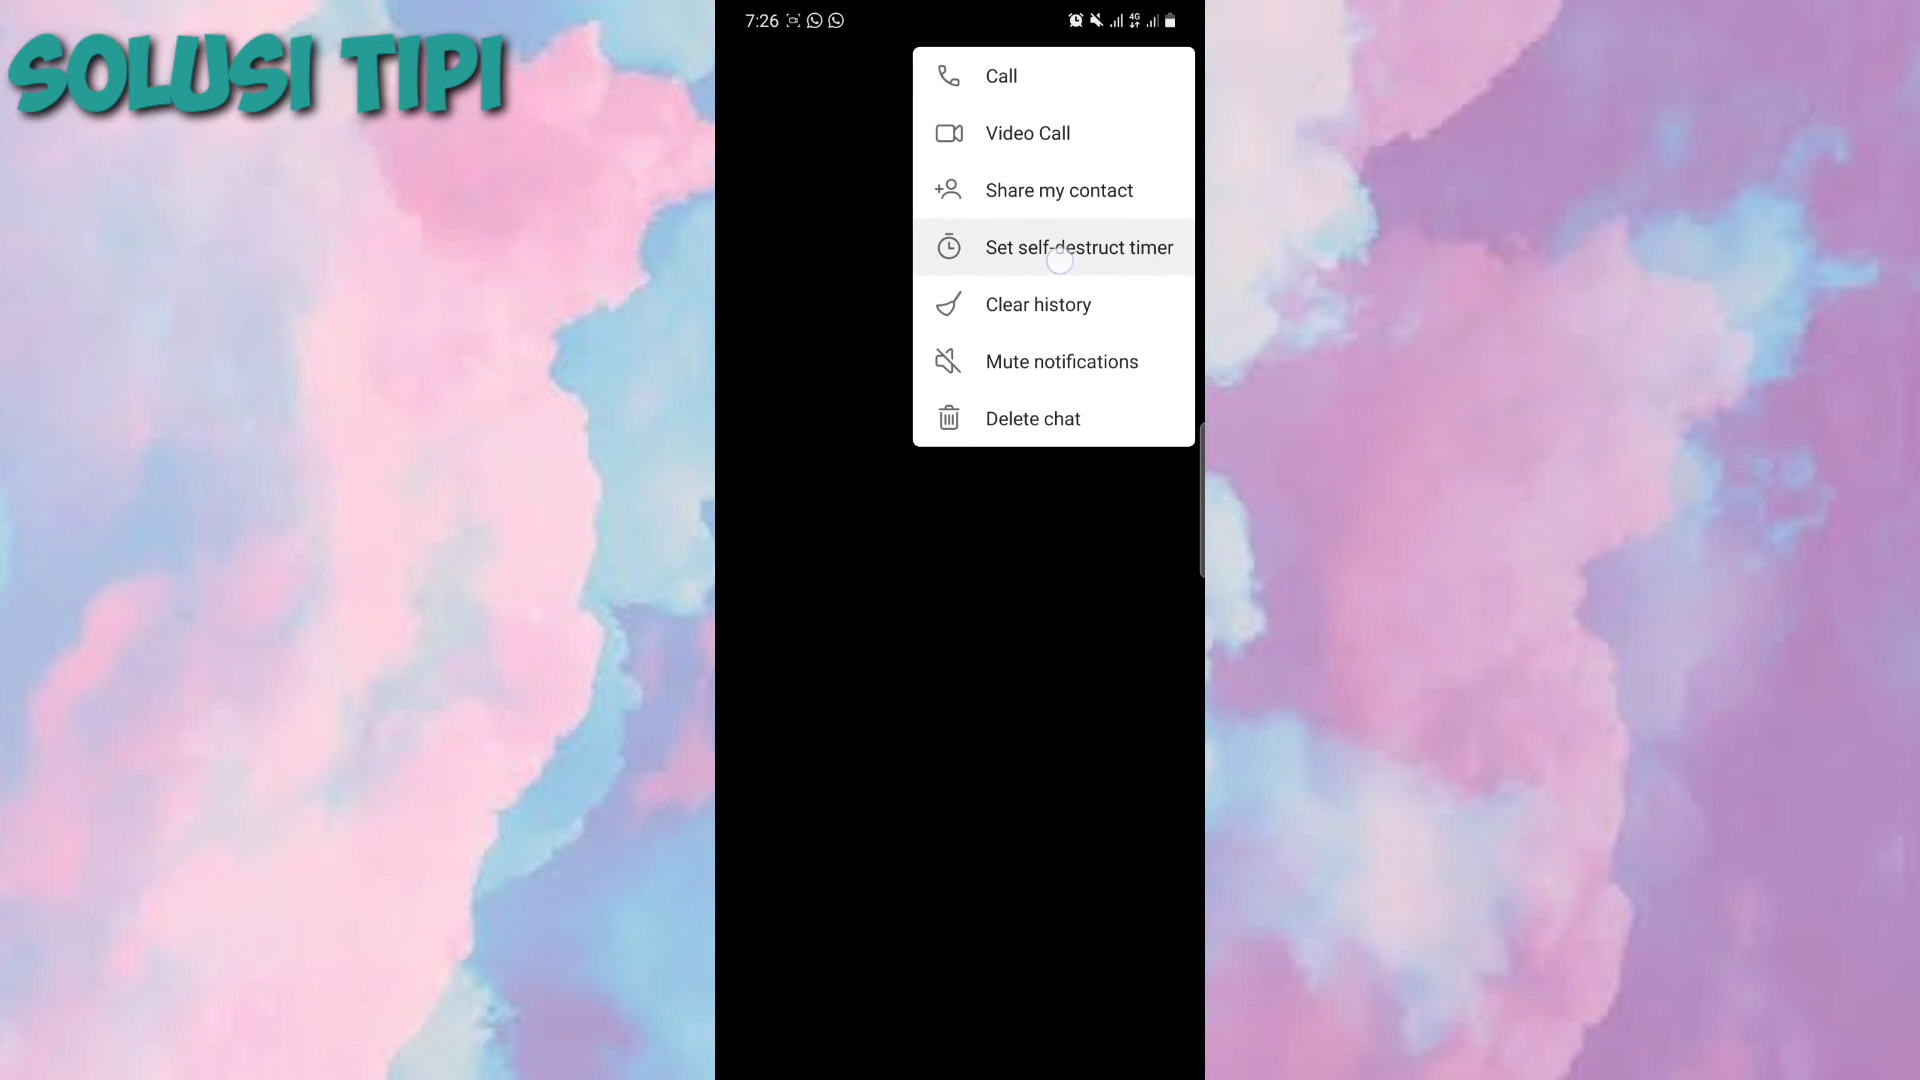 SOLUSI TIPI
7:26
4G
Call
Video Call
Share my contact
Set self-destruct timer
Clear history
Mute notifications
Delete chat